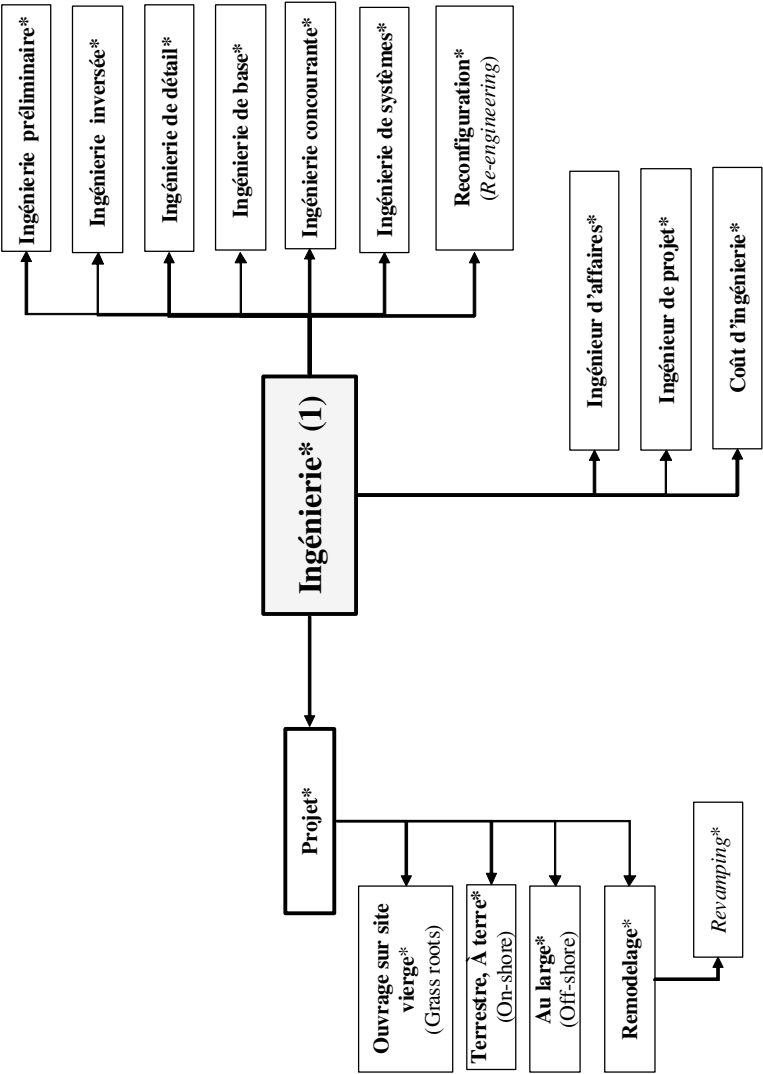 Projet*
Ouvrage sur site
vierge*
(Grass roots)
Terrestre, À terre*
(On-shore)
Au large*
(Off-shore)
Remodelage*
Revamping*
Ingénierie* (1)
Ingénierie préliminaire*
Ingénierie inversée*
Ingénierie de détail*
Ingénierie de base*
Ingénierie concourante*
Ingénierie de systèmes*
Reconfiguration*
(Re-engineering)
Ingénieur d'affaires*
Ingénieur de projet*
Coût d'ingénierie*